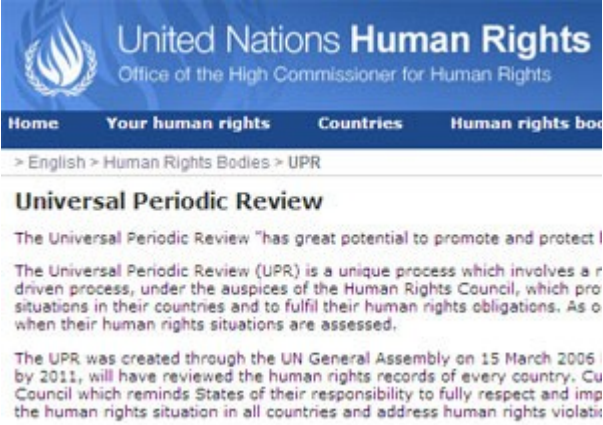 United Nations Human Rights
Office of the High Commissioner for Human Rights
Home Your human rights Countries Human rights bod
> English > Human Rights Bodies > UPR
Universal Periodic Review
The Universal Periodic Review "has great potential to promote and protect
The Universal Periodic Review (UPR) is a unique process which involves a r
driven process, under the auspices of the Human Rights Council, which pro
situations in their countries and to fulfil their human rights obligations. As o
when their human rights situations are assessed.
The UPR was created through the UN General Assembly on 15 March 2006
by 2011, will have reviewed the human rights records of every country. Cu
Council which reminds States of their responsibility to fully respect and imp
the human rights situation in all countries and address human rights violatio